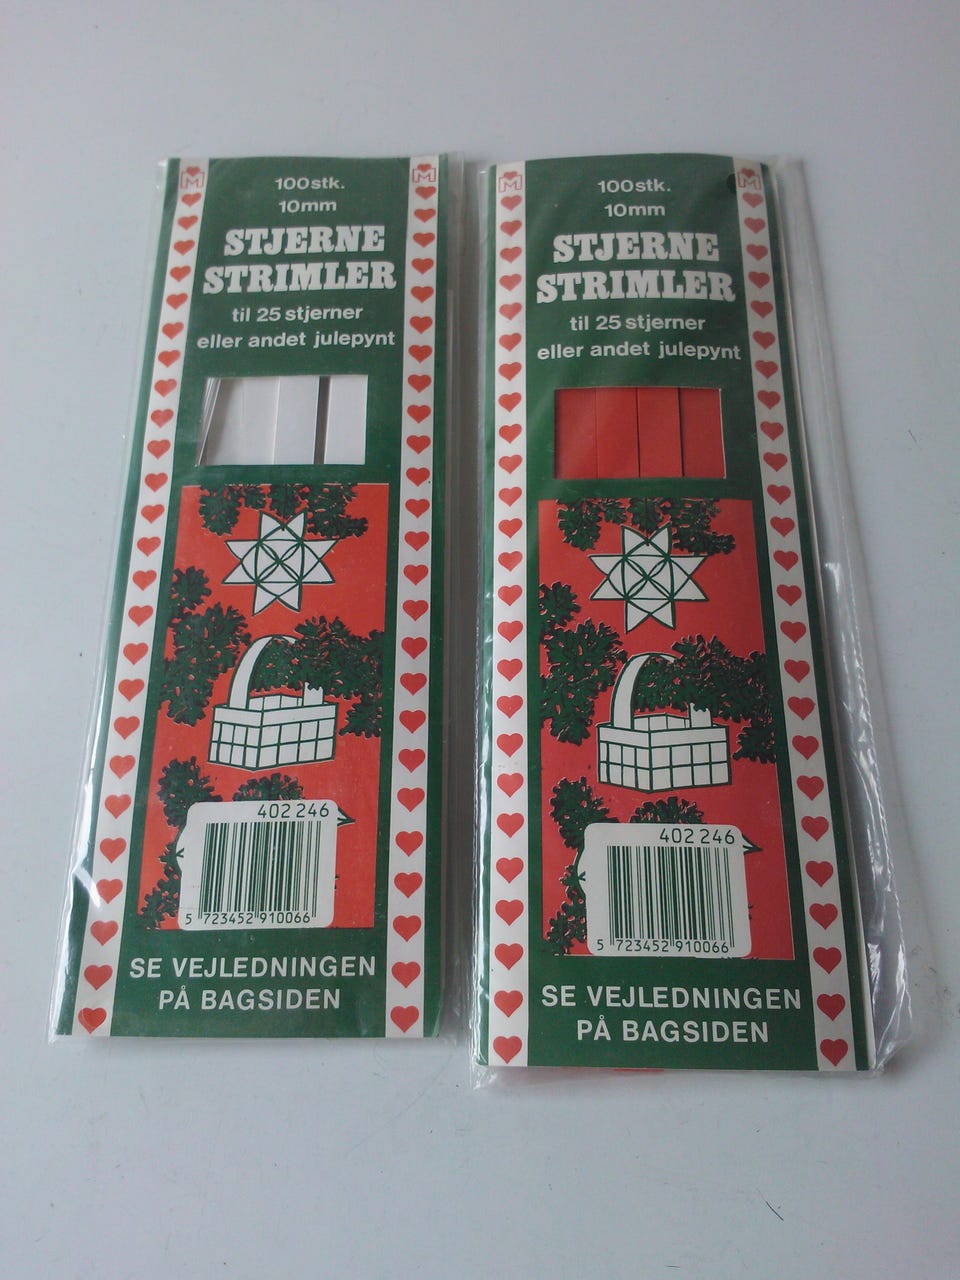 M M
100stk.
10mm
STJERNE
STRIMLER
til 25 stjerner
eller andet julepynt
402 246
5 723452 910066
SE VEJLEDNINGEN
PÅ BAGSIDEN
M M
100stk.
10mm
STJERNE
STRIMLER
til 25 stjerner
eller andet julepynt
402 246
5 723452 910066
SE VEJLEDNINGEN
PÅ BAGSIDEN